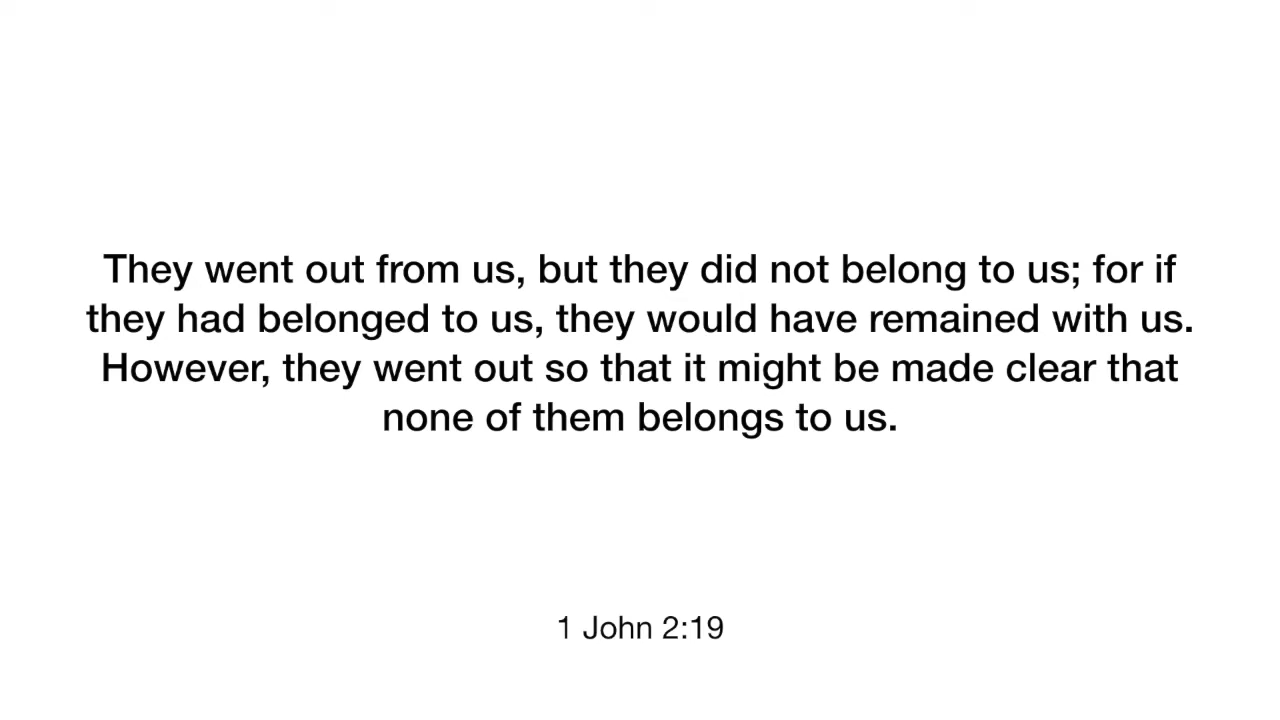 They went out from us, but they did not belong to us; for if
they had belonged to us, they would have remained with us.
However, they went out so that it might be made clear that
none of them belongs to us.
1 John 2:19